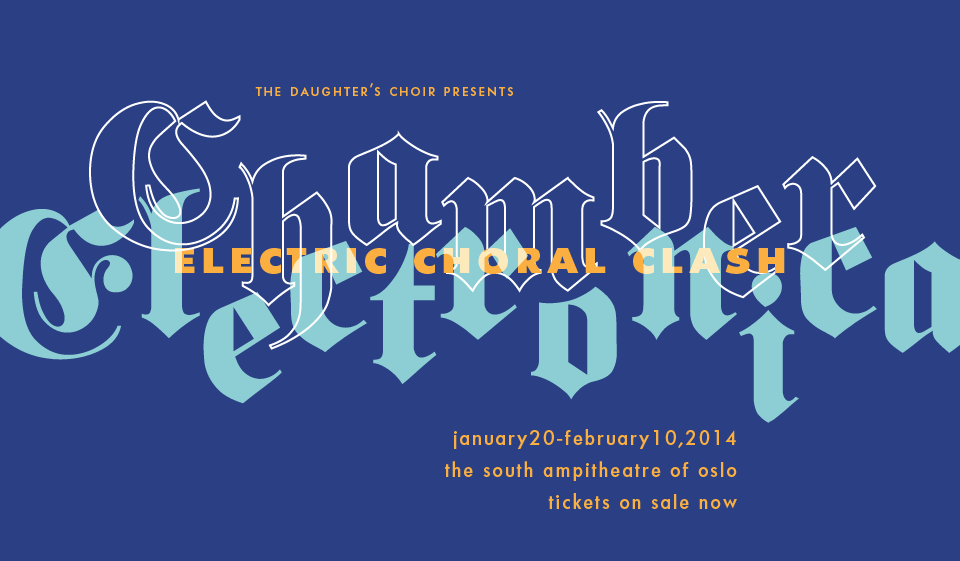 THE DAUGHTER'S CHOIR PRESENTS
Chamber
Electronica
ELECTRIC CHORAL CLASH
january20-february10,2014
the south ampitheatre of oslo
tickets on sale now